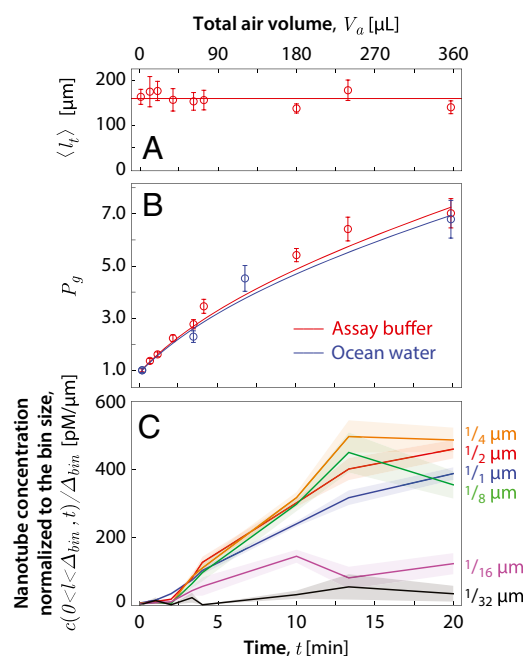 Total air volume, V_a [μL]
0 90 180 270 360
200
100
0
⟨l_t⟩ [μm]
A
B
7.0
5.0
3.0
1.0
P_g
Assay buffer
Ocean water
C
600
400
200
0
Nanotube concentration
normalized to the bin size,
c(0<l<Δ_bin, t)/Δ_bin [pM/μm]
1/4 μm
1/2 μm
1/1 μm
1/8 μm
1/16 μm
1/32 μm
0 5 10 15 20
Time, t [min]